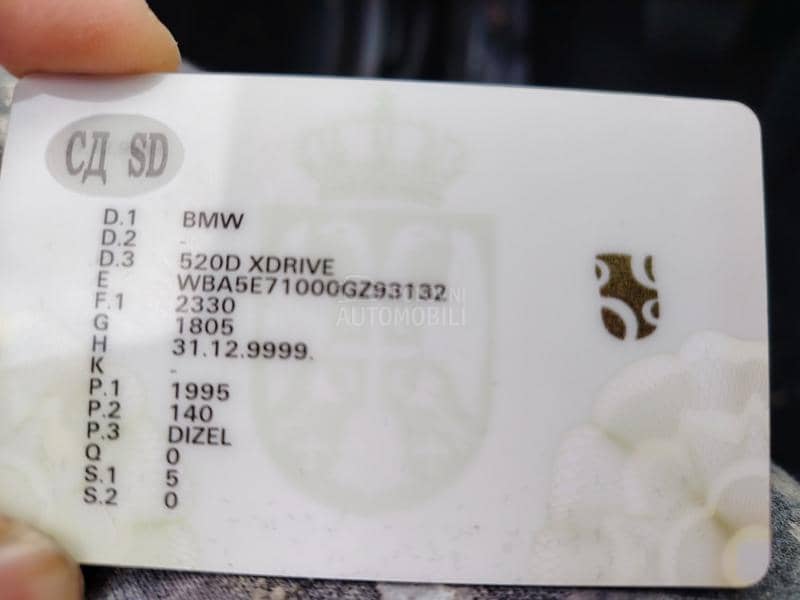 СД SD
D.1 BMW
D.2 -
D.3 520D XDRIVE
E WBA5E71000GZ93132
F.1 2330
G 1805
H 31.12.9999.
K -
P.1 1995
P.2 140
P.3 DIZEL
Q 0
S.1 5
S.2 0
AUTOMOBILI